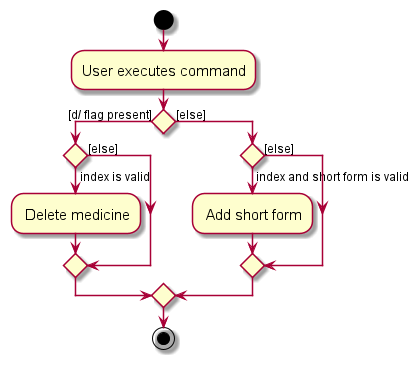 User executes command
[d/ flag present]
[else]
[else]
[else]
index is valid
index and short form is valid
Delete medicine
Add short form